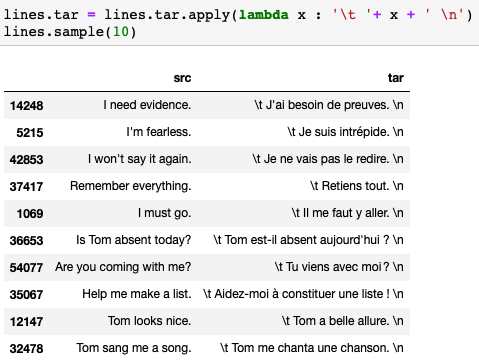 lines.tar = lines.tar.apply(lambda x : '\t '+ x + ' \n')
lines.sample(10)
src tar
14248 I need evidence. \t J'ai besoin de preuves. \n
5215 I'm fearless. \t Je suis intrépide. \n
42853 I won't say it again. \t Je ne vais pas le redire. \n
37417 Remember everything. \t Retiens tout. \n
1069 I must go. \t Il me faut y aller. \n
36653 Is Tom absent today? \t Tom est-il absent aujourd'hui ? \n
54077 Are you coming with me? \t Tu viens avec moi ? \n
35067 Help me make a list. \t Aidez-moi à constituer une liste ! \n
12147 Tom looks nice. \t Tom a belle allure. \n
32478 Tom sang me a song. \t Tom me chanta une chanson. \n